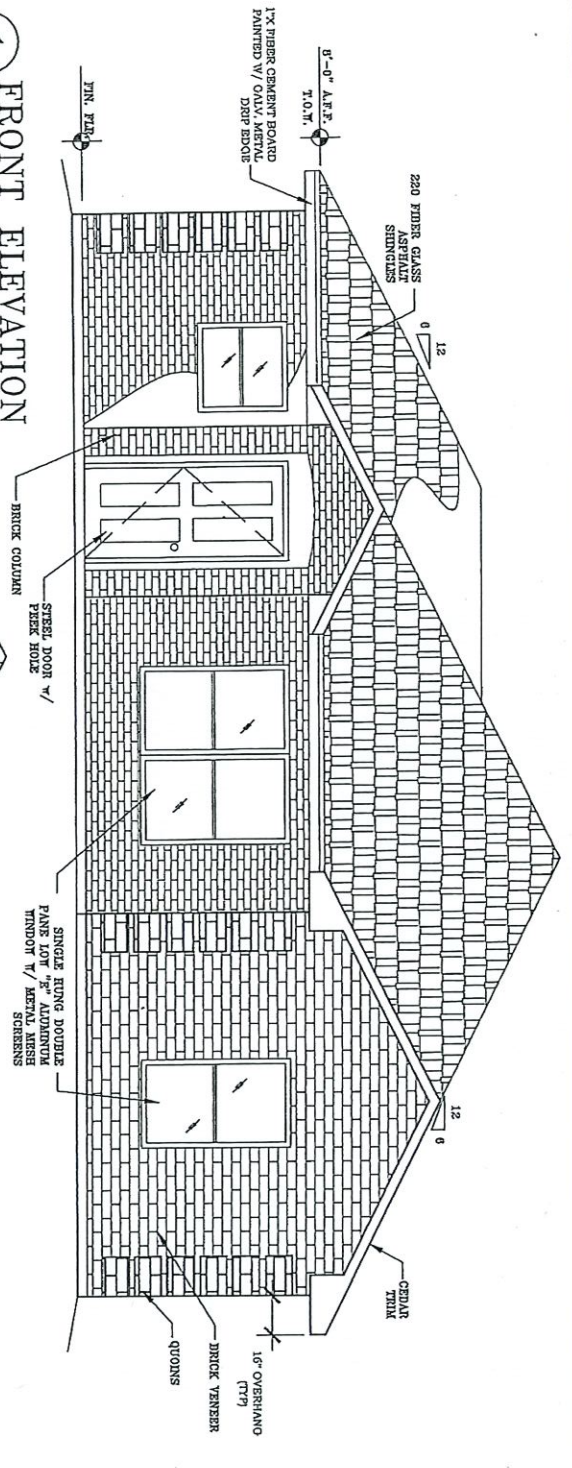 8'-0" A.F.F.
T.O.W.
1"X FIBER CEMENT BOARD
PAINTED W/ GALV. METAL
DRIP EDGE
FIN. FLR.
220 FIBER GLASS
ASPHALT
SHINGLES
12
6
12
6
CEDAR
TRIM
16" OVERHANG
(TYP)
QUOINS
BRICK VENEER
SINGLE HUNG DOUBLE
PANE LOW "E" ALUMINUM
WINDOW W/ METAL MESH
SCREENS
STEEL DOOR W/
PEEK HOLE
BRICK COLUMN
FRONT ELEVATION